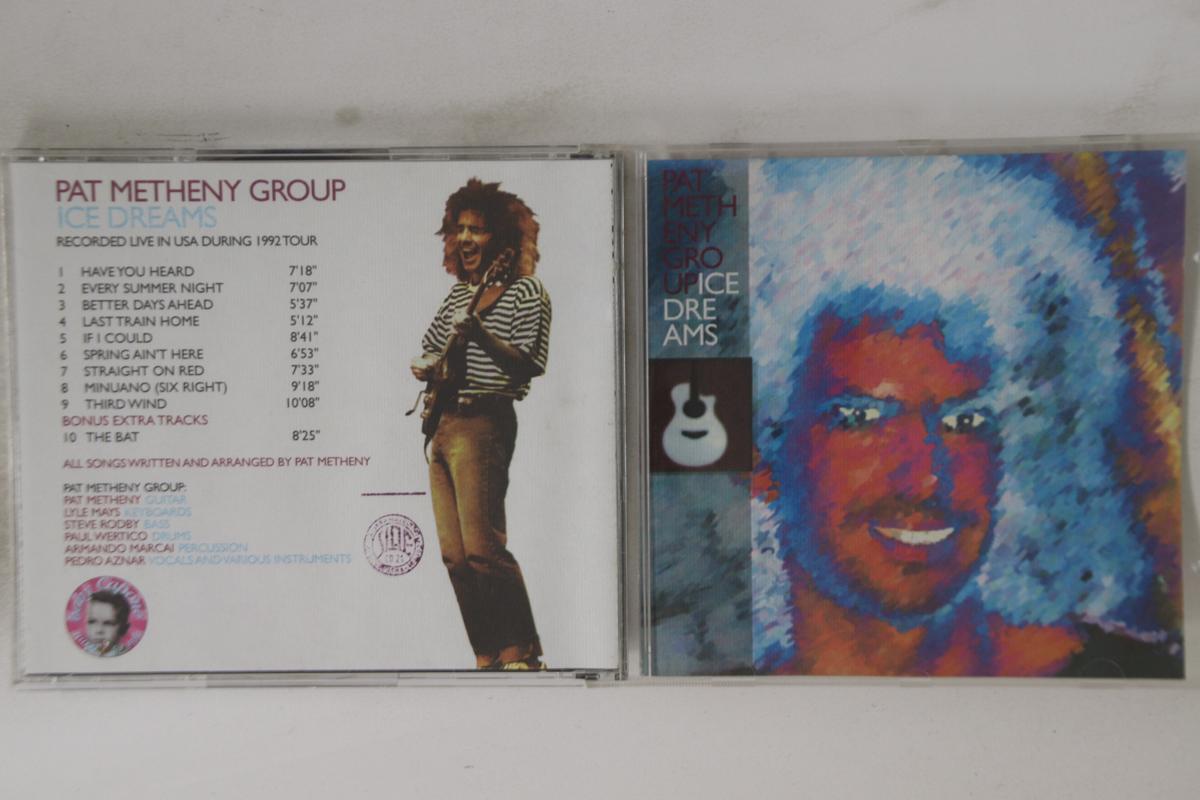 PAT METHENY GROUP
ICE DREAMS
RECORDED LIVE IN USA DURING 1992 TOUR
1 HAVE YOU HEARD 7'18"
2 EVERY SUMMER NIGHT 7'07"
3 BETTER DAYS AHEAD 5'37"
4 LAST TRAIN HOME 5'12"
5 IF I COULD 8'41"
6 SPRING AIN'T HERE 6'53"
7 STRAIGHT ON RED 7'33"
8 MINUANO (SIX RIGHT) 9'18"
9 THIRD WIND 10'08"
BONUS EXTRA TRACKS
10 THE BAT 8'25"
ALL SONGS WRITTEN AND ARRANGED BY PAT METHENY
PAT METHENY GROUP:
PAT METHENY GUITAR
LYLE MAYS KEYBOARDS
STEVE RODBY BASS
PAUL WERTICO DRUMS
ARMANDO MARCAI PERCUSSION
PEDRO AZNAR VOCALS AND VARIOUS INSTRUMENTS
PAT
METH
ENY
GRO
UPICE
DRE
AMS